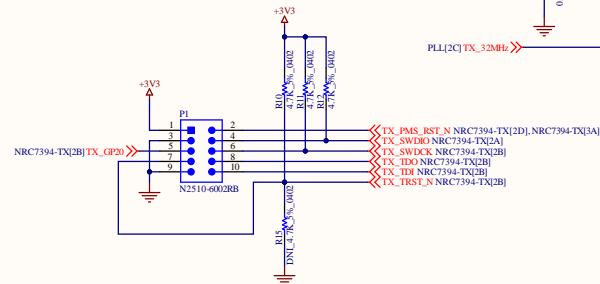 +3V3
0
PLL[2C] TX_32MHz
R10
4.7K_5%_0402
R11
4.7K_5%_0402
R12
4.7K_5%_0402
+3V3
P1
1 2
3 4
5 6
7 8
9 10
N2510-6002RB
NRC7394-TX[2B] TX_GP20
TX_PMS_RST_N NRC7394-TX[2D],NRC7394-TX[3A]
TX_SWDIO NRC7394-TX[2A]
TX_SWDCK NRC7394-TX[2B]
TX_TDO NRC7394-TX[2B]
TX_TDI NRC7394-TX[2B]
TX_TRST_N NRC7394-TX[2B]
R15
DNI_4.7K_5%_0402